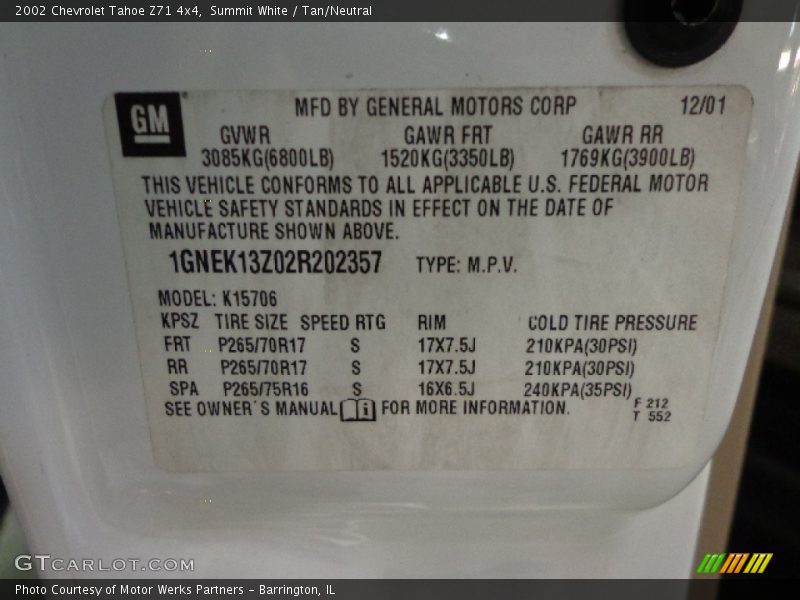 2002 Chevrolet Tahoe Z71 4x4,  Summit White / Tan/Neutral
GM
MFD BY GENERAL MOTORS CORP 12/01
GVWR GAWR FRT GAWR RR
3085KG(6800LB) 1520KG(3350LB) 1769KG(3900LB)
THIS VEHICLE CONFORMS TO ALL APPLICABLE U.S. FEDERAL MOTOR
VEHICLE SAFETY STANDARDS IN EFFECT ON THE DATE OF
MANUFACTURE SHOWN ABOVE.
1GNEK13Z02R202357 TYPE: M.P.V.
MODEL: K15706
KPSZ TIRE SIZE SPEED RTG RIM COLD TIRE PRESSURE
FRT P265/70R17 S 17X7.5J 210KPA(30PSI)
RR P265/70R17 S 17X7.5J 210KPA(30PSI)
SPA P265/75R16 S 16X6.5J 240KPA(35PSI)
SEE OWNER'S MANUAL i FOR MORE INFORMATION.
F 212
T 552
GTCARLOT.COM
Photo Courtesy of Motor Werks Partners - Barrington, IL